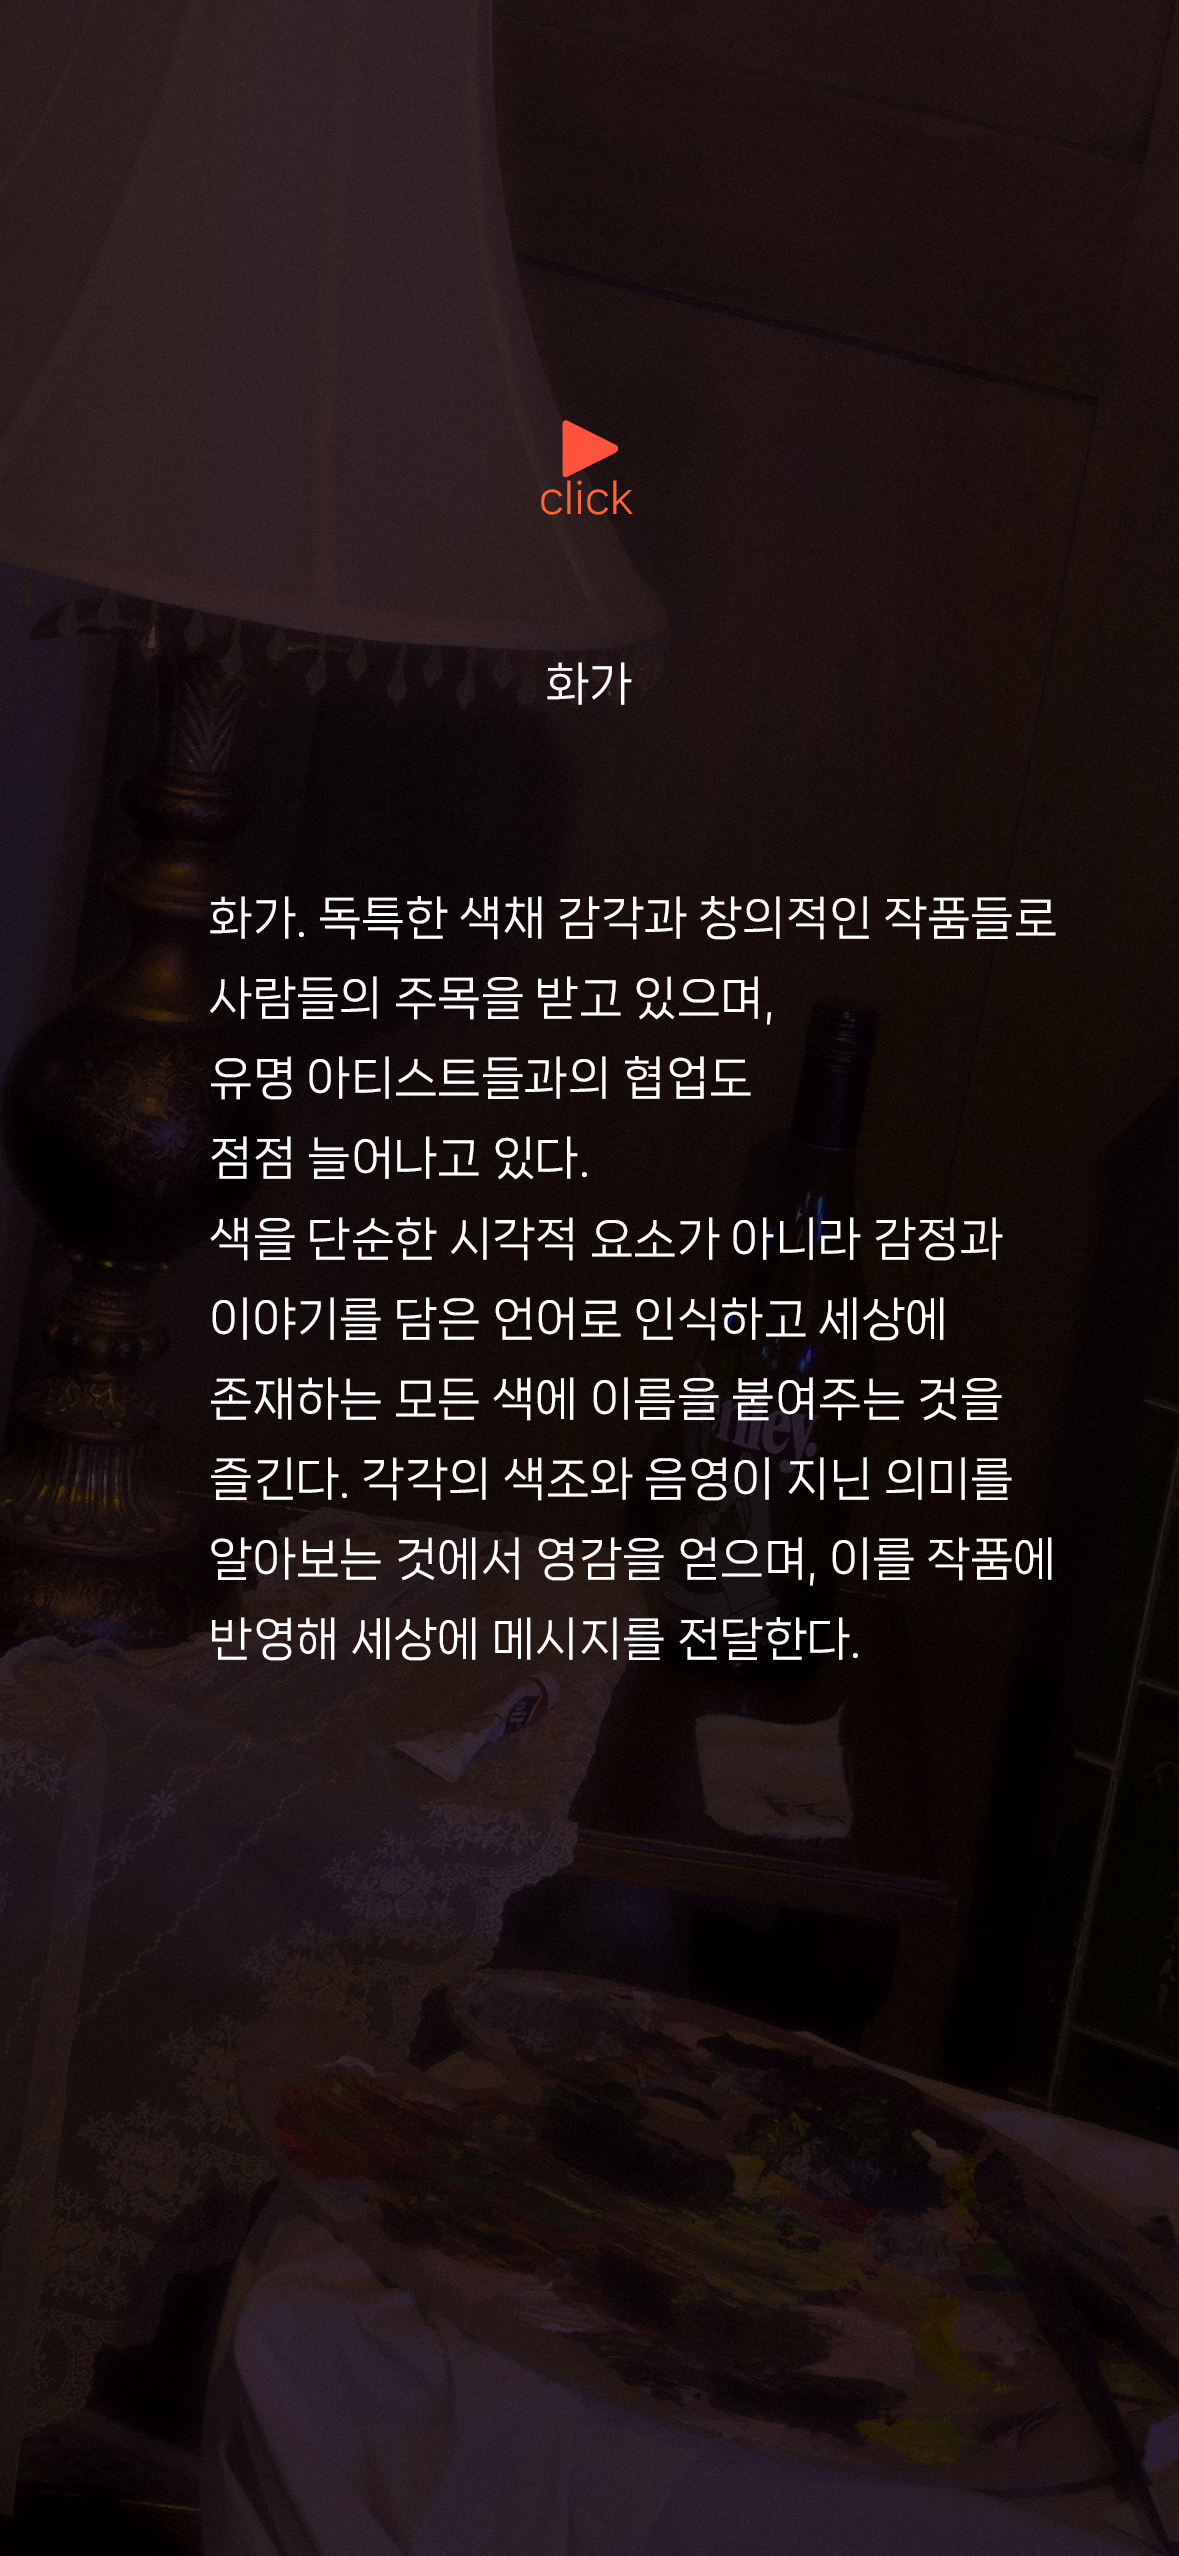 click
화가
화가. 독특한 색채 감각과 창의적인 작품들로
사람들의 주목을 받고 있으며,
유명 아티스트들과의 협업도
점점 늘어나고 있다.
색을 단순한 시각적 요소가 아니라 감정과
이야기를 담은 언어로 인식하고 세상에
존재하는 모든 색에 이름을 붙여주는 것을
즐긴다. 각각의 색조와 음영이 지닌 의미를
알아보는 것에서 영감을 얻으며, 이를 작품에
반영해 세상에 메시지를 전달한다.
oil